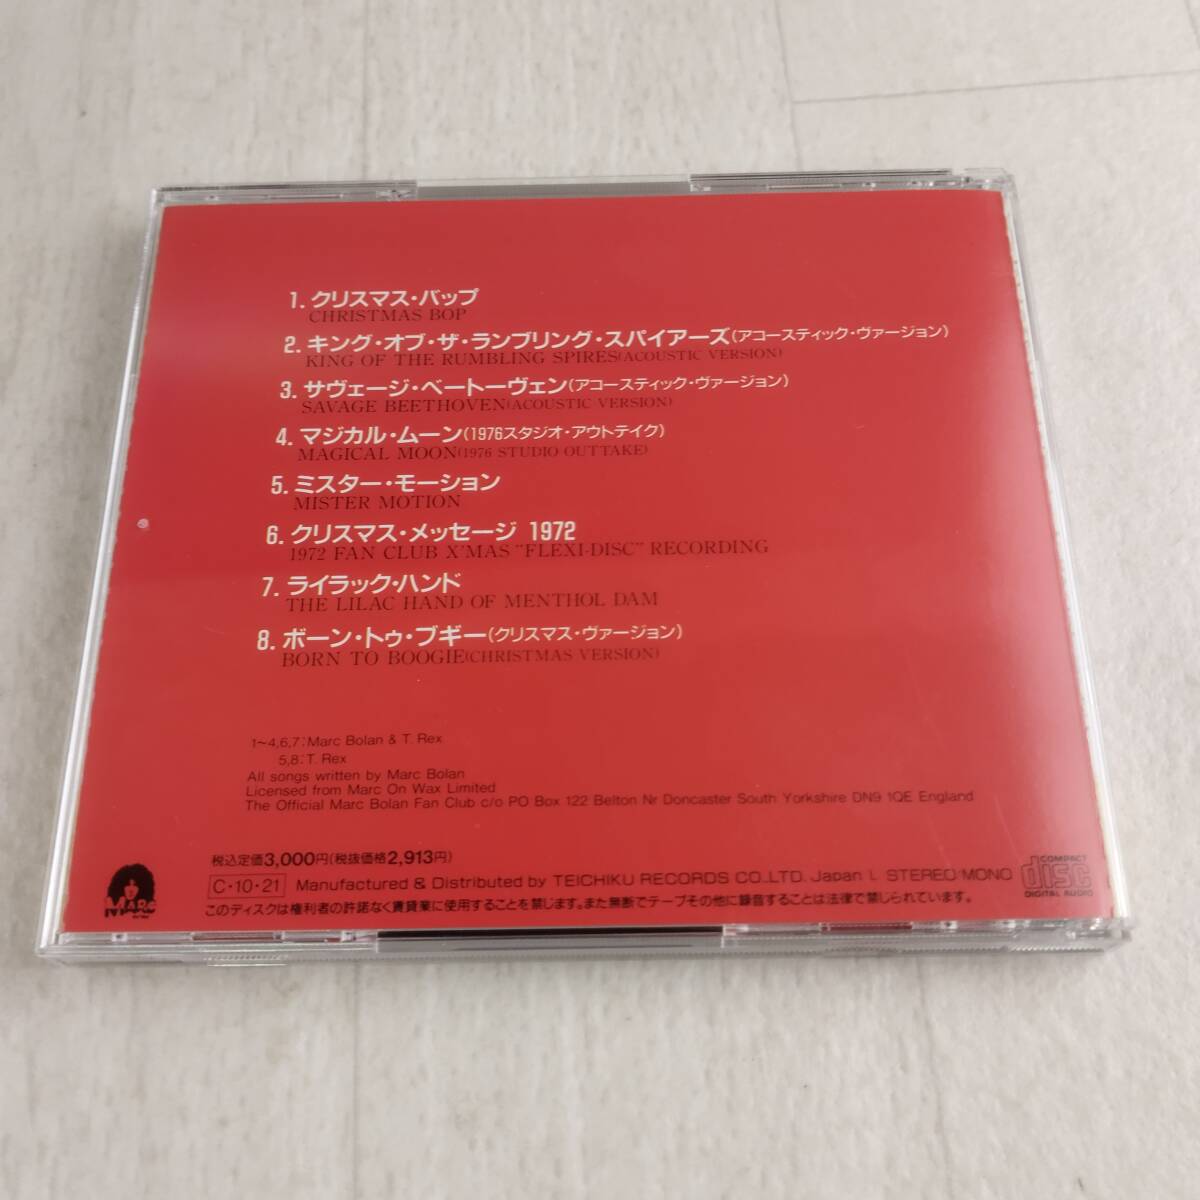 1. クリスマス・バップ
CHRISTMAS BOP
2. キング・オブ・ザ・ランブリング・スパイアーズ(アコースティック・ヴァージョン)
KING OF THE RUMBLING SPIRES(ACOUSTIC VERSION)
3. サヴェージ・ベートーヴェン(アコースティック・ヴァージョン)
SAVAGE BEETHOVEN(ACOUSTIC VERSION)
4. マジカル・ムーン(1976スタジオ・アウトテイク)
MAGICAL MOON(1976 STUDIO OUTTAKE)
5. ミスター・モーション
MISTER MOTION
6. クリスマス・メッセージ 1972
1972 FAN CLUB X'MAS "FLEXI-DISC" RECORDING
7. ライラック・ハンド
THE LILAC HAND OF MENTHOL DAM
8. ボーン・トゥ・ブギー(クリスマス・ヴァージョン)
BORN TO BOOGIE(CHRISTMAS VERSION)
1〜4,6,7:Marc Bolan & T. Rex
5,8:T. Rex
All songs written by Marc Bolan
Licensed from Marc On Wax Limited
The Official Marc Bolan Fan Club c/o PO Box 122 Belton Nr Doncaster South Yorkshire DN9 1QE England
税込定価3,000円(税抜価格2,913円)
MARC
C・10・21 Manufactured & Distributed by TEICHIKU RECORDS CO.,LTD. Japan L STEREO/MONO
COMPACT disc DIGITAL AUDIO
このディスクは権利者の許諾なく賃貸業に使用することを禁じます。また無断でテープその他に録音することは法律で禁じられています。